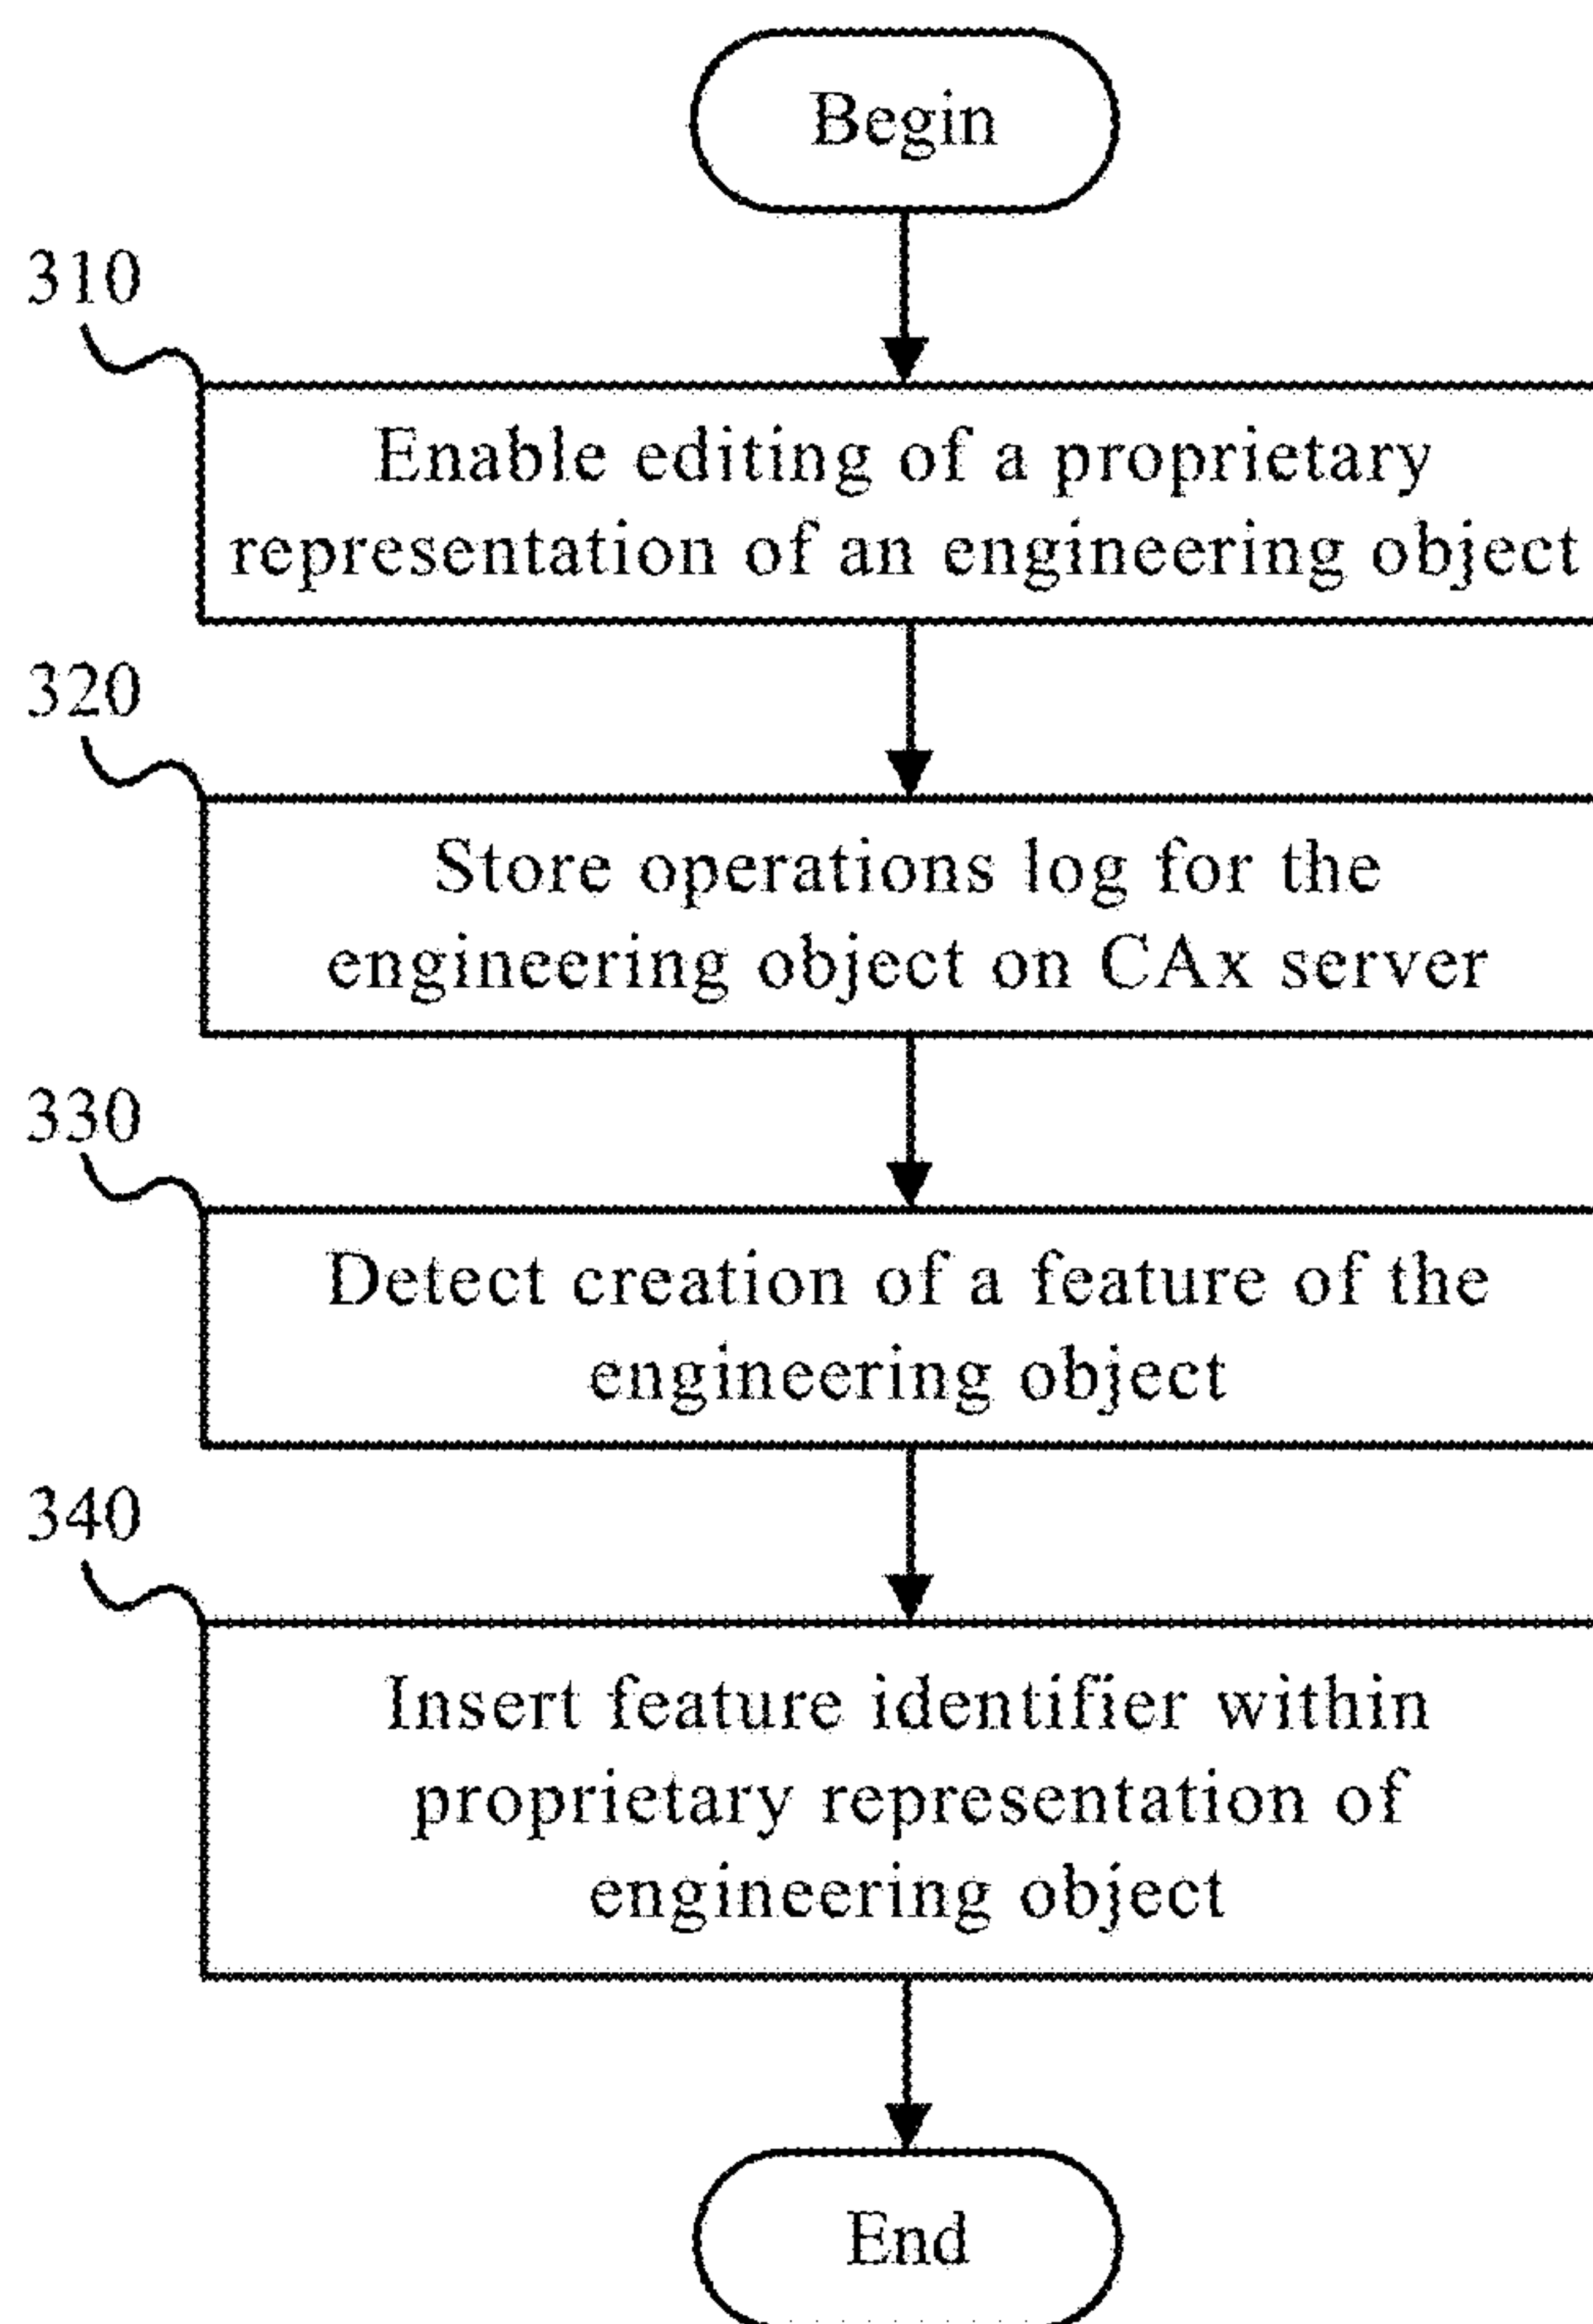 Begin
310
Enable editing of a proprietary
representation of an engineering object
320
Store operations log for the
engineering object on CAx server
330
Detect creation of a feature of the
engineering object
340
Insert feature identifier within
proprietary representation of
engineering object
End